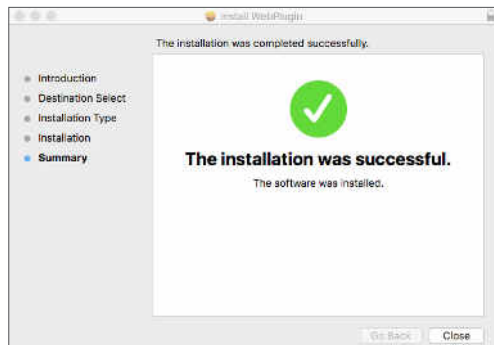 Install WebPlugin
The installation was completed successfully.
Introduction
Destination Select
Installation Type
Installation
Summary
The installation was successful.
The software was installed.
Go Back
Close